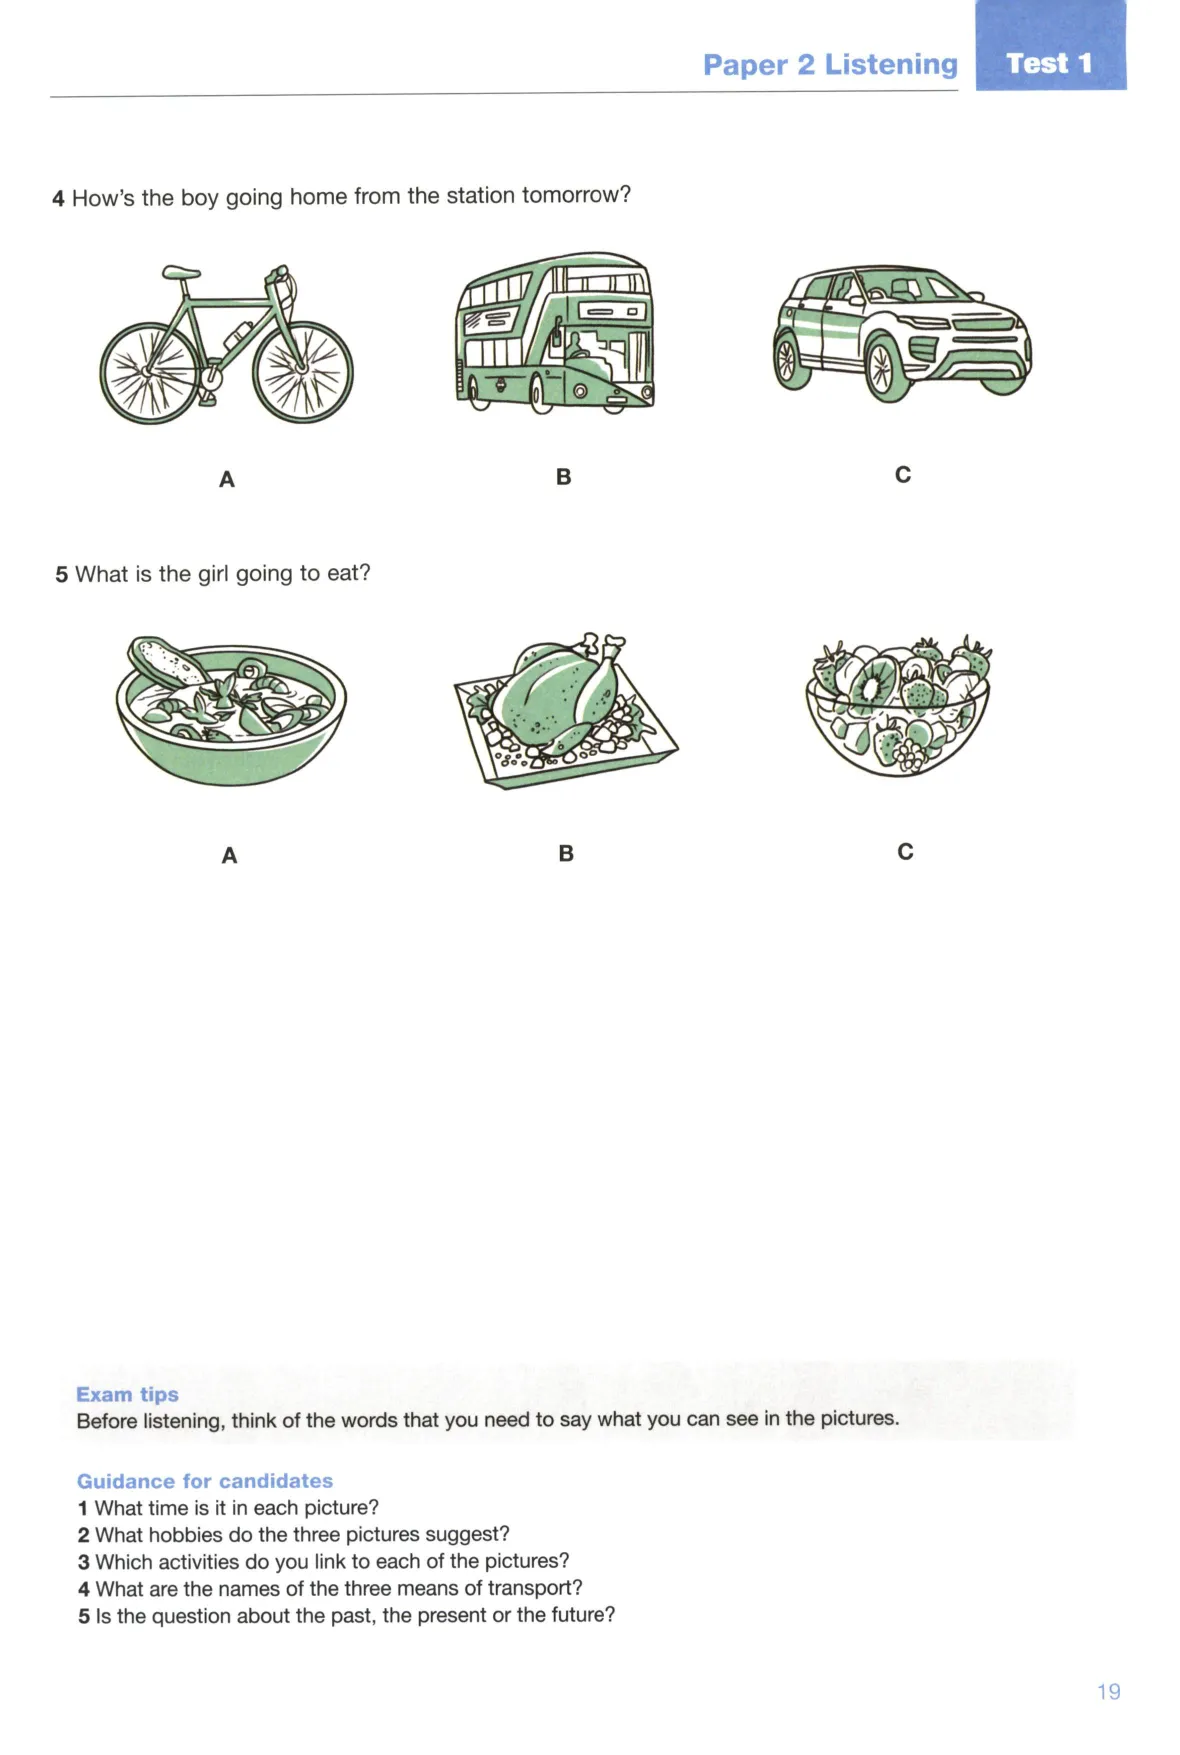 Paper 2 Listening
Test 1
4 How's the boy going home from the station tomorrow?
A
B
C
5 What is the girl going to eat?
A
B
C
Exam tips
Before listening, think of the words that you need to say what you can see in the pictures.
Guidance for candidates
1 What time is it in each picture?
2 What hobbies do the three pictures suggest?
3 Which activities do you link to each of the pictures?
4 What are the names of the three means of transport?
5 Is the question about the past, the present or the future?
19